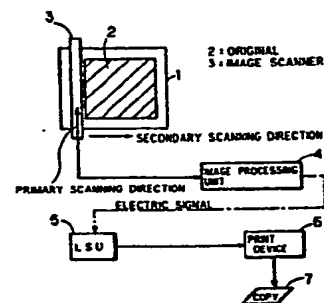 3 2
2 : ORIGINAL
3 : IMAGE SCANNER
1
SECONDARY SCANNING DIRECTION
4
PRIMARY SCANNING DIRECTION
IMAGE PROCESSING
UNIT
ELECTRIC SIGNAL
5 6
LSU
PRINT
DEVICE
7
COPY